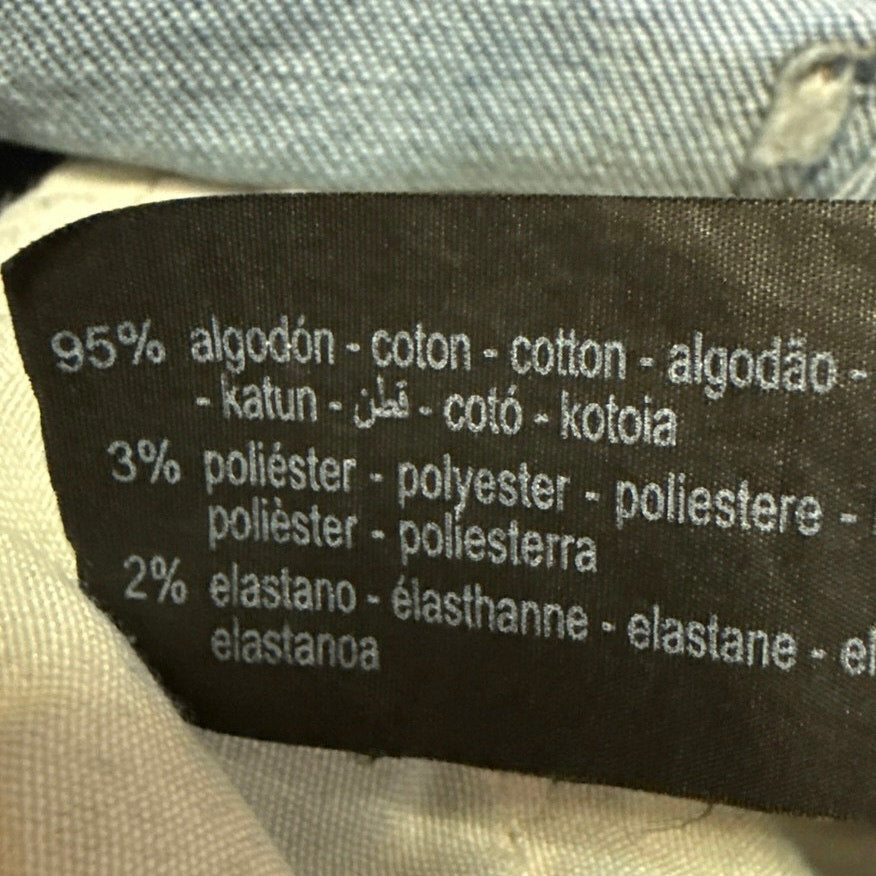 95% algodón - coton - cotton - algodão -
- katun - قطن - cotó - kotoia
3% poliéster - polyester - poliestere -
polièster - poliesterra
2% elastano - élasthanne - elastane -
elastanoa